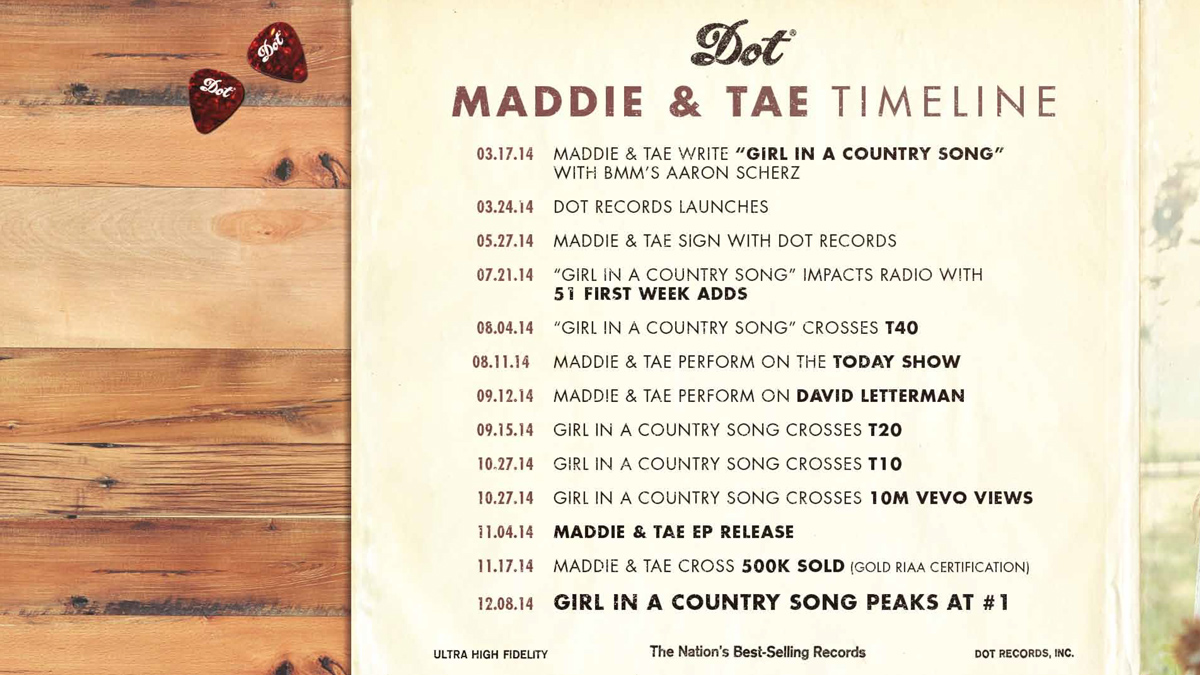 Dot
Dot
Dot®
MADDIE & TAE TIMELINE
03.17.14 MADDIE & TAE WRITE “GIRL IN A COUNTRY SONG”
WITH BMM'S AARON SCHERZ
03.24.14 DOT RECORDS LAUNCHES
05.27.14 MADDIE & TAE SIGN WITH DOT RECORDS
07.21.14 “GIRL IN A COUNTRY SONG” IMPACTS RADIO WITH
51 FIRST WEEK ADDS
08.04.14 “GIRL IN A COUNTRY SONG” CROSSES T40
08.11.14 MADDIE & TAE PERFORM ON THE TODAY SHOW
09.12.14 MADDIE & TAE PERFORM ON DAVID LETTERMAN
09.15.14 GIRL IN A COUNTRY SONG CROSSES T20
10.27.14 GIRL IN A COUNTRY SONG CROSSES T10
10.27.14 GIRL IN A COUNTRY SONG CROSSES 10M VEVO VIEWS
11.04.14 MADDIE & TAE EP RELEASE
11.17.14 MADDIE & TAE CROSS 500K SOLD (GOLD RIAA CERTIFICATION)
12.08.14 GIRL IN A COUNTRY SONG PEAKS AT #1
ULTRA HIGH FIDELITY The Nation's Best-Selling Records DOT RECORDS, INC.